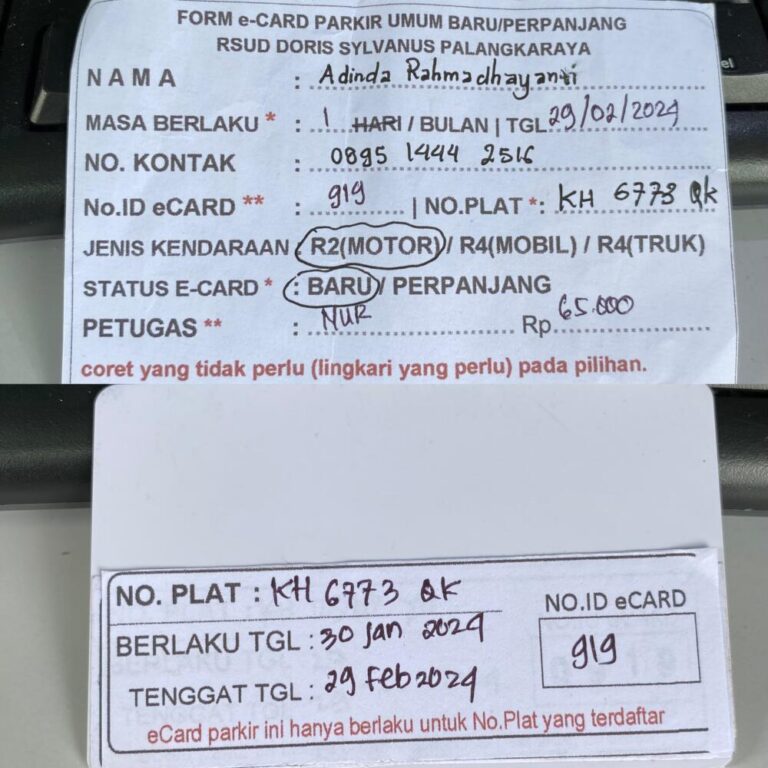 FORM e-CARD PARKIR UMUM BARU/PERPANJANG
RSUD DORIS SYLVANUS PALANGKARAYA
NAMA : Adinda Rahmadhayanti
MASA BERLAKU * : 1 HARI / BULAN | TGL 29/02/2024
NO. KONTAK : 0895 1444 2516
No.ID eCARD ** : 919 | NO.PLAT *: KH 6773 QK
JENIS KENDARAAN : R2(MOTOR) / R4(MOBIL) / R4(TRUK)
STATUS E-CARD * : BARU / PERPANJANG
PETUGAS ** : NUR Rp 65.000
coret yang tidak perlu (lingkari yang perlu) pada pilihan.
NO. PLAT : KH 6773 QK
NO.ID eCARD
BERLAKU TGL : 30 Jan 2024
919
TENGGAT TGL : 29 Feb 2024
eCard parkir ini hanya berlaku untuk No.Plat yang terdaftar